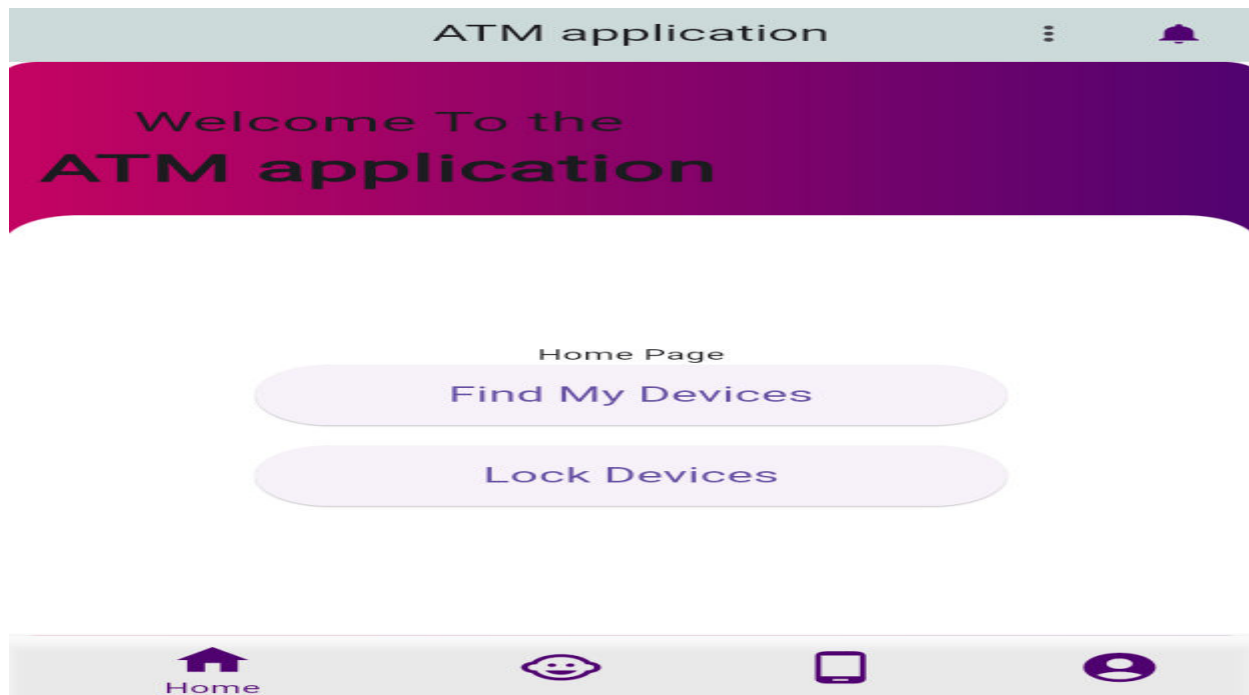 ATM application
Welcome To the
ATM application
Home Page
Find My Devices
Lock Devices
Home